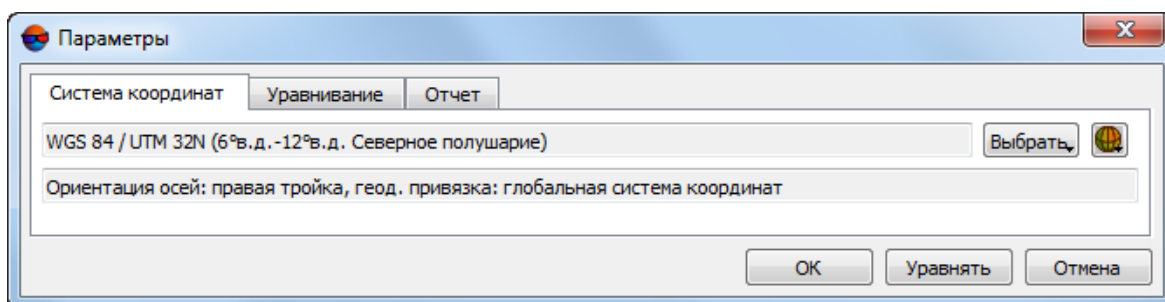 Параметры
Система координат Уравнивание Отчет
WGS 84 / UTM 32N (6°в.д.-12°в.д. Северное полушарие) Выбрать
Ориентация осей: правая тройка, геод. привязка: глобальная система координат
OK Уравнять Отмена